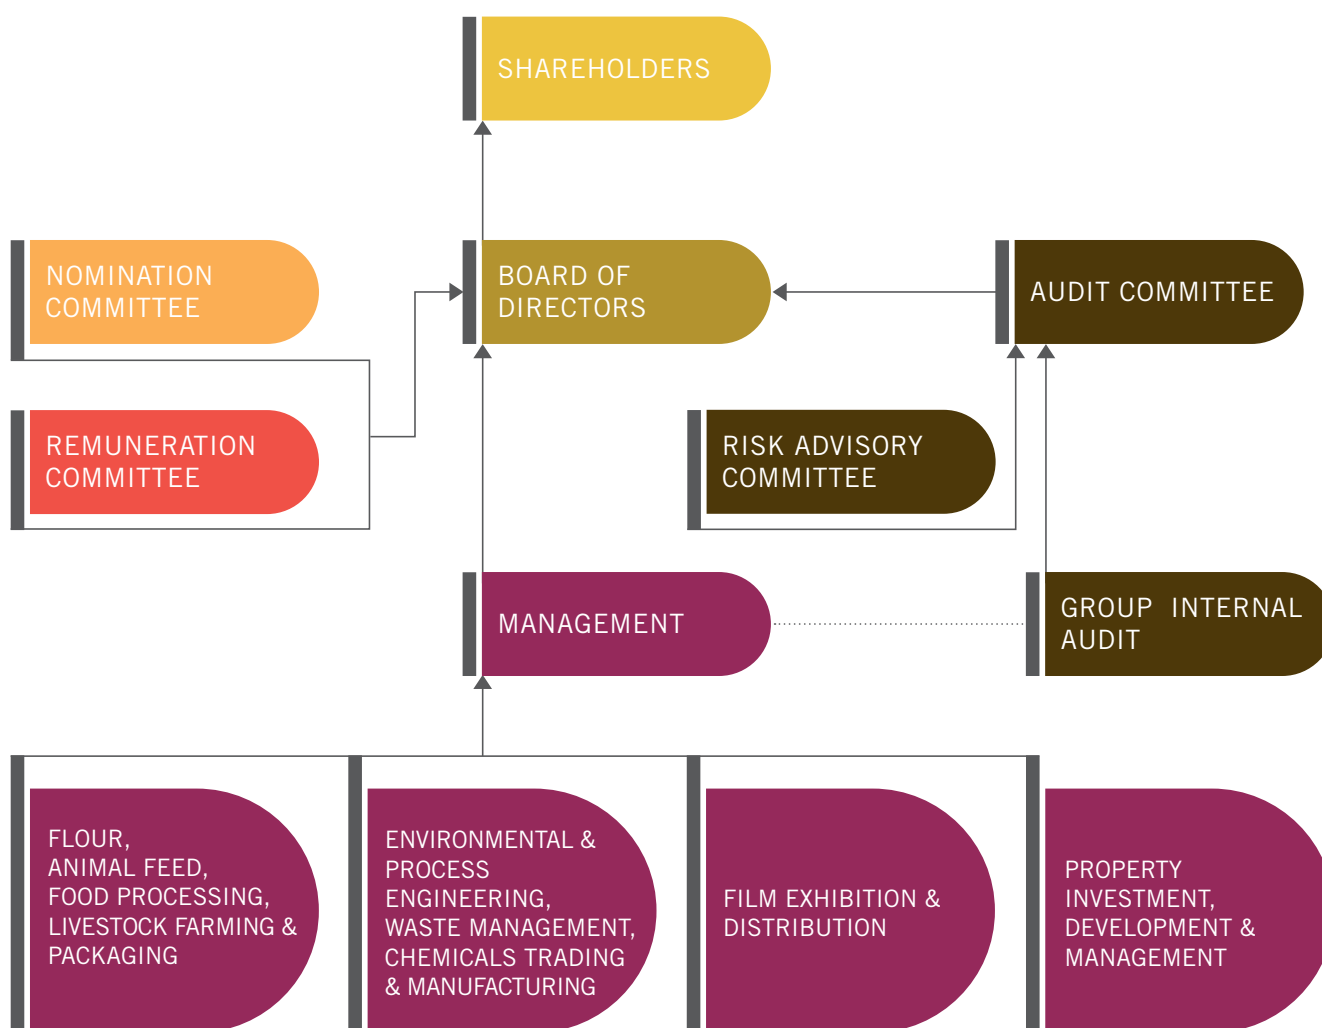 SHAREHOLDERS
NOMINATION
COMMITTEE
BOARD OF
DIRECTORS
AUDIT COMMITTEE
REMUNERATION
COMMITTEE
RISK ADVISORY
COMMITTEE
MANAGEMENT
GROUP INTERNAL
AUDIT
FLOUR,
ANIMAL FEED,
FOOD PROCESSING,
LIVESTOCK FARMING &
PACKAGING
ENVIRONMENTAL &
PROCESS
ENGINEERING,
WASTE MANAGEMENT,
CHEMICALS TRADING
& MANUFACTURING
FILM EXHIBITION &
DISTRIBUTION
PROPERTY
INVESTMENT,
DEVELOPMENT &
MANAGEMENT